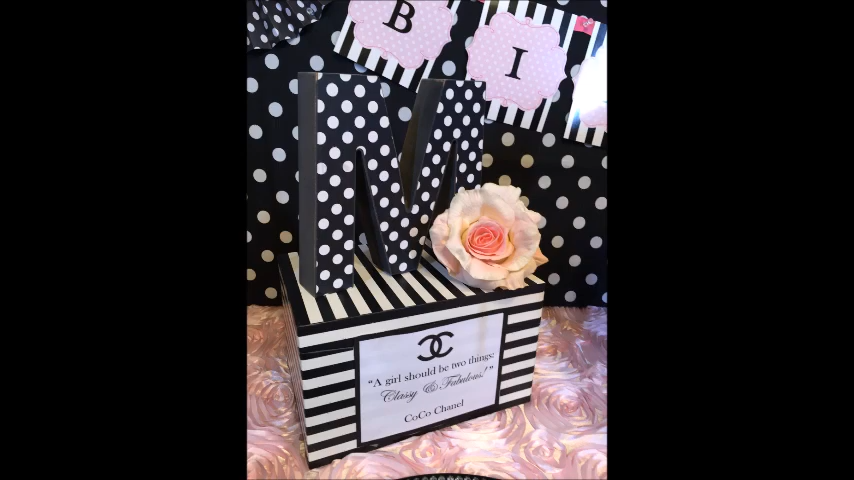 B I
M
"A girl should be two things:
Classy & Fabulous!"
CoCo Chanel